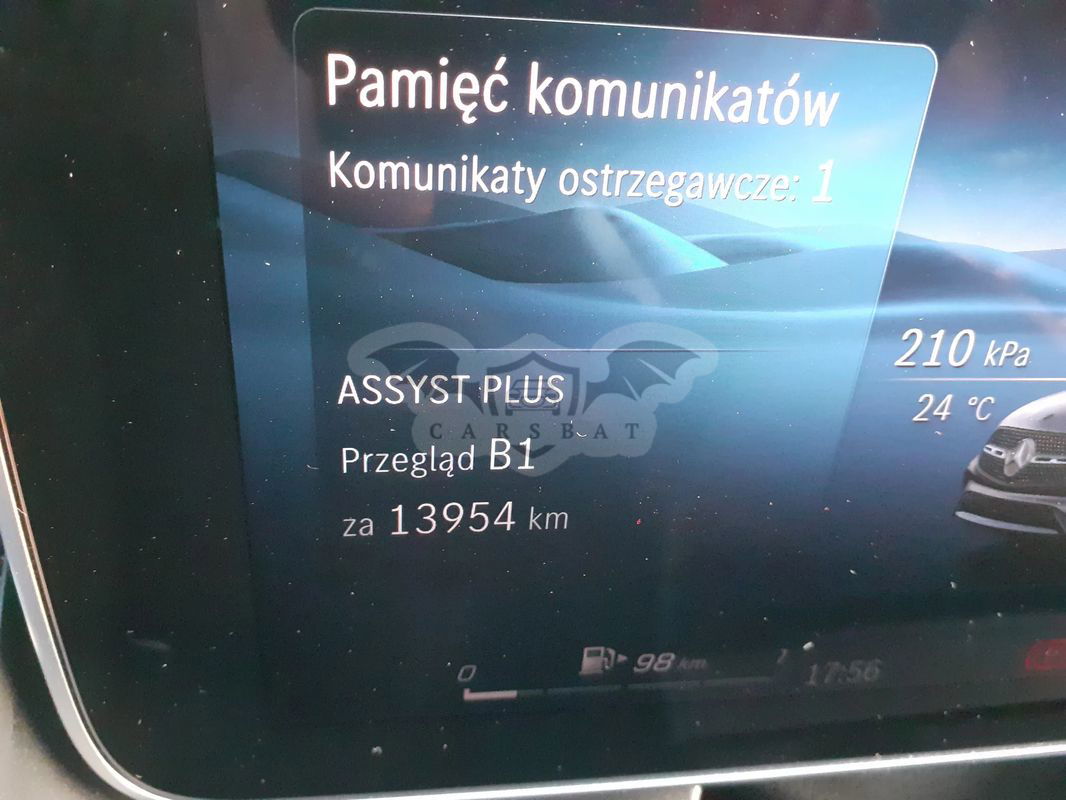 Pamięć komunikatów
Komunikaty ostrzegawcze: 1
210 kPa
24 °C
ASSYST PLUS
CARSBAT
Przegląd B1
za 13954 km
0
98 km
17:56